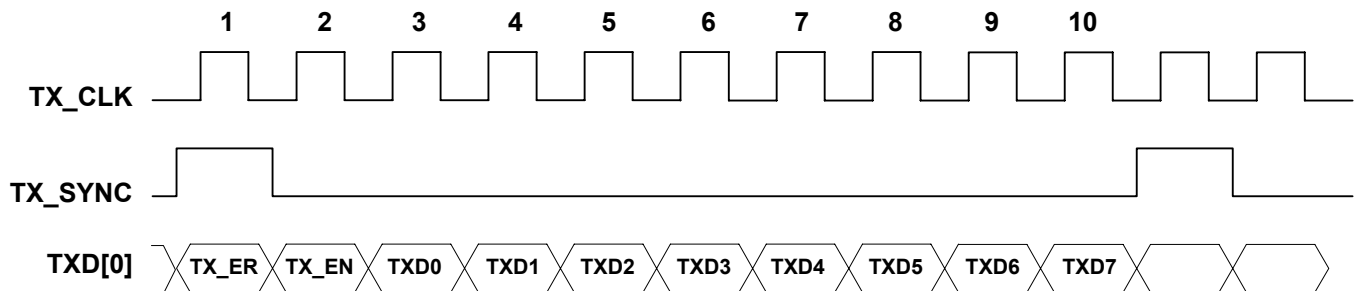 1 2 3 4 5 6 7 8 9 10
TX_CLK
TX_SYNC
TXD[0] TX_ER TX_EN TXD0 TXD1 TXD2 TXD3 TXD4 TXD5 TXD6 TXD7